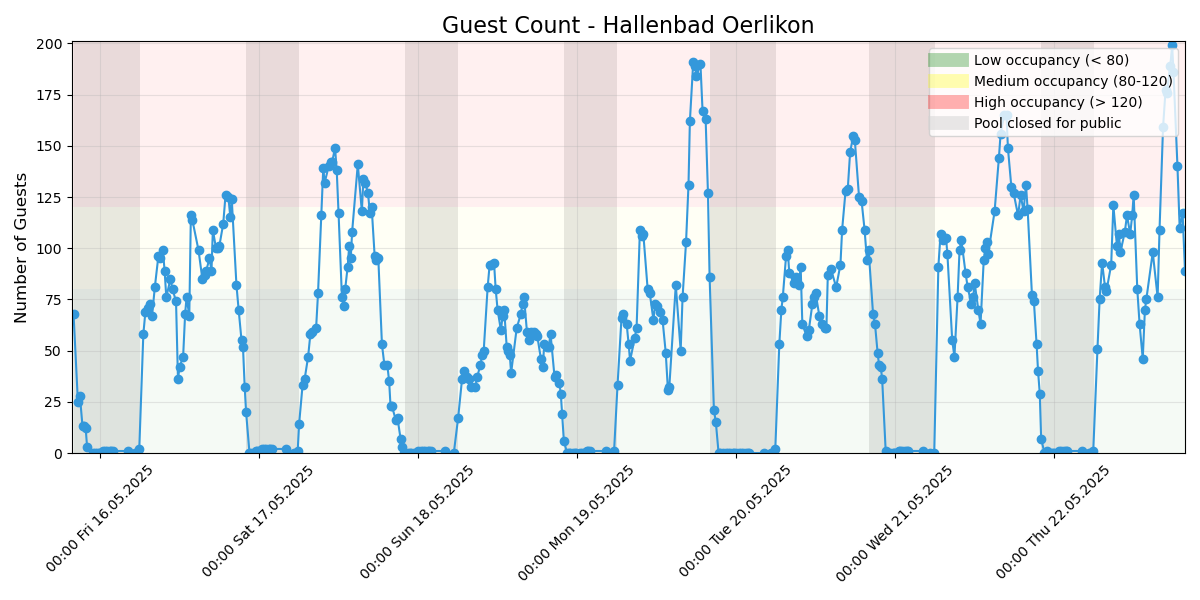 Guest Count - Hallenbad Oerlikon
Number of Guests
200
175
150
125
100
75
50
25
0
Low occupancy (< 80)
Medium occupancy (80-120)
High occupancy (> 120)
Pool closed for public
00:00 Fri 16.05.2025
00:00 Sat 17.05.2025
00:00 Sun 18.05.2025
00:00 Mon 19.05.2025
00:00 Tue 20.05.2025
00:00 Wed 21.05.2025
00:00 Thu 22.05.2025